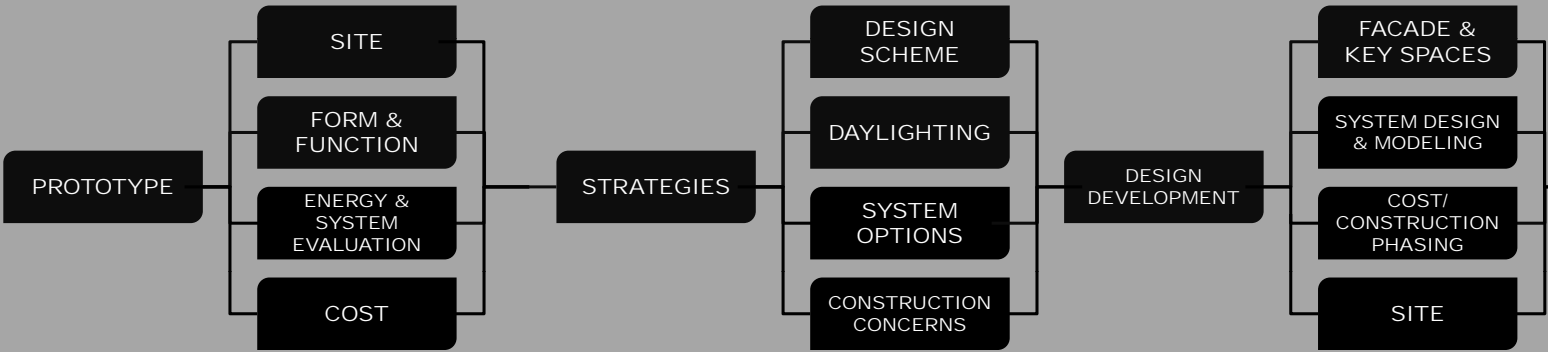 PROTOTYPE
SITE
FORM &
FUNCTION
ENERGY &
SYSTEM
EVALUATION
COST
STRATEGIES
DESIGN
SCHEME
DAYLIGHTING
SYSTEM
OPTIONS
CONSTRUCTION
CONCERNS
DESIGN
DEVELOPMENT
FACADE &
KEY SPACES
SYSTEM DESIGN
& MODELING
COST/
CONSTRUCTION
PHASING
SITE